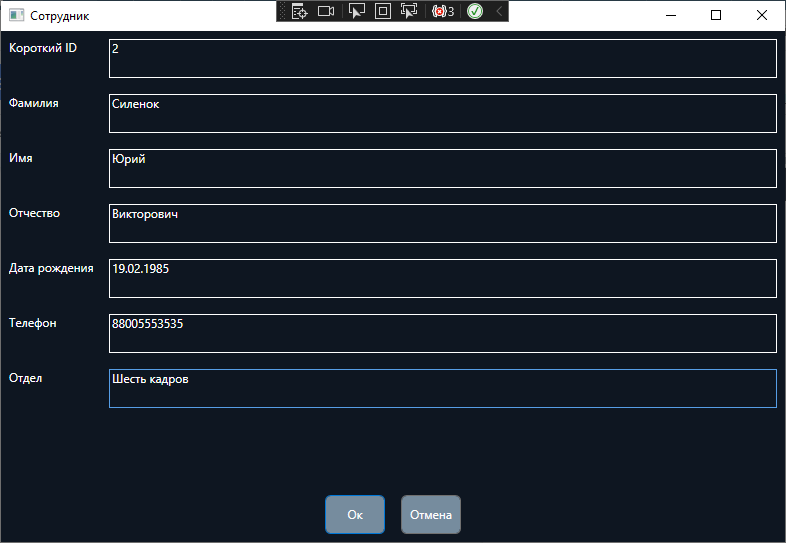 Сотрудник
3
Короткий ID
2
Фамилия
Силенок
Имя
Юрий
Отчество
Викторович
Дата рождения
19.02.1985
Телефон
88005553535
Отдел
Шесть кадров
Ок
Отмена